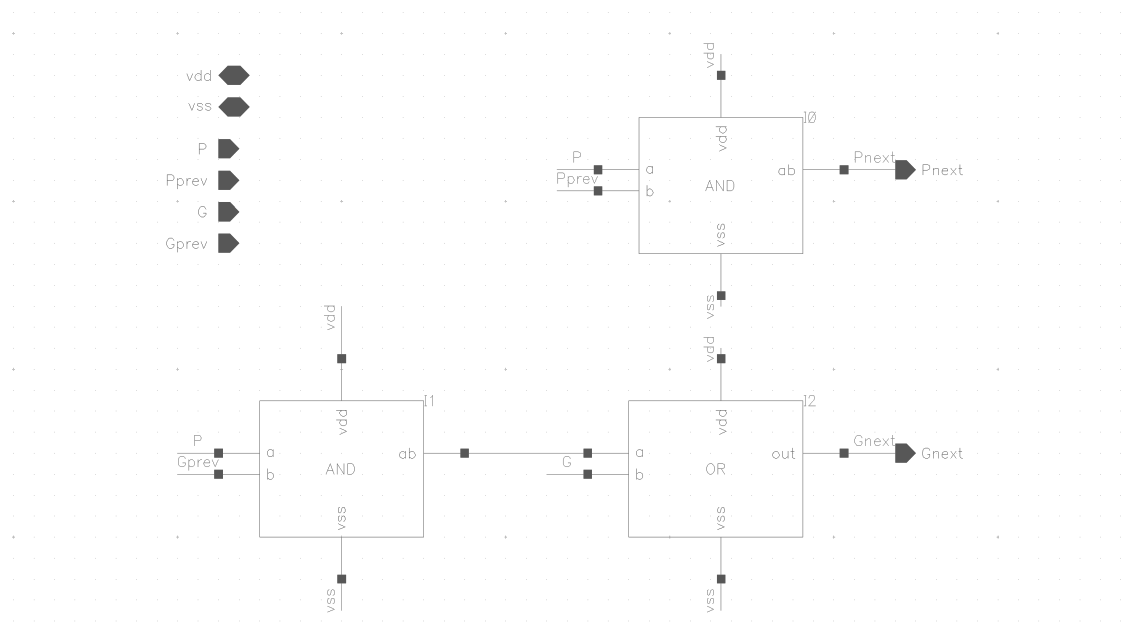 vdd
vss
P
Pprev
G
Gprev
vdd
I0
vdd
P
a
Pprev
b
AND
ab
Pnext
Pnext
vss
vss
vdd
I1
vdd
P
a
Gprev
b
AND
ab
vss
vss
vdd
I2
vdd
a
G
b
OR
out
Gnext
Gnext
vss
vss